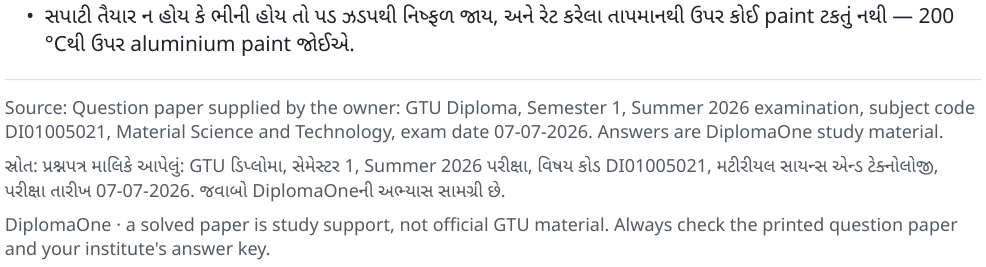 • સપાટી તૈયાર ન હોય કે ભીની હોય તો પડ ઝડપથી નિષ્ફળ જાય, અને રેટ કરેલા તાપમાનથી ઉપર કોઈ paint ટકતું નથી — 200
°Cથી ઉપર aluminium paint જોઈએ.
Source: Question paper supplied by the owner: GTU Diploma, Semester 1, Summer 2026 examination, subject code
DI01005021, Material Science and Technology, exam date 07-07-2026. Answers are DiplomaOne study material.
સ્રોત: પ્રશ્નપત્ર માલિકે આપેલું: GTU ડિપ્લોમા, સેમેસ્ટર 1, Summer 2026 પરીક્ષા, વિષય કોડ DI01005021, મટીરીયલ સાયન્સ એન્ડ ટેક્નોલોજી,
પરીક્ષા તારીખ 07-07-2026. જવાબો DiplomaOneની અભ્યાસ સામગ્રી છે.
DiplomaOne · a solved paper is study support, not official GTU material. Always check the printed question paper
and your institute's answer key.